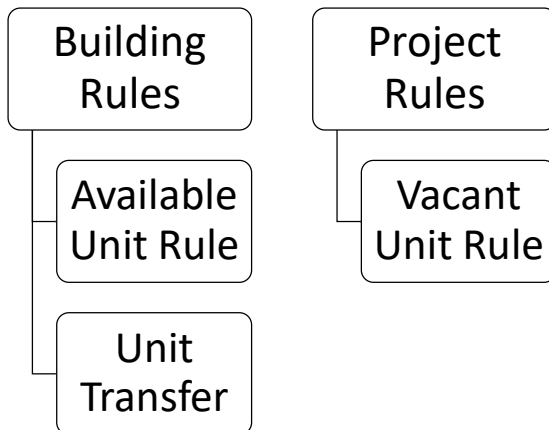 Building
Rules
Available
Unit Rule
Unit
Transfer
Project
Rules
Vacant
Unit Rule